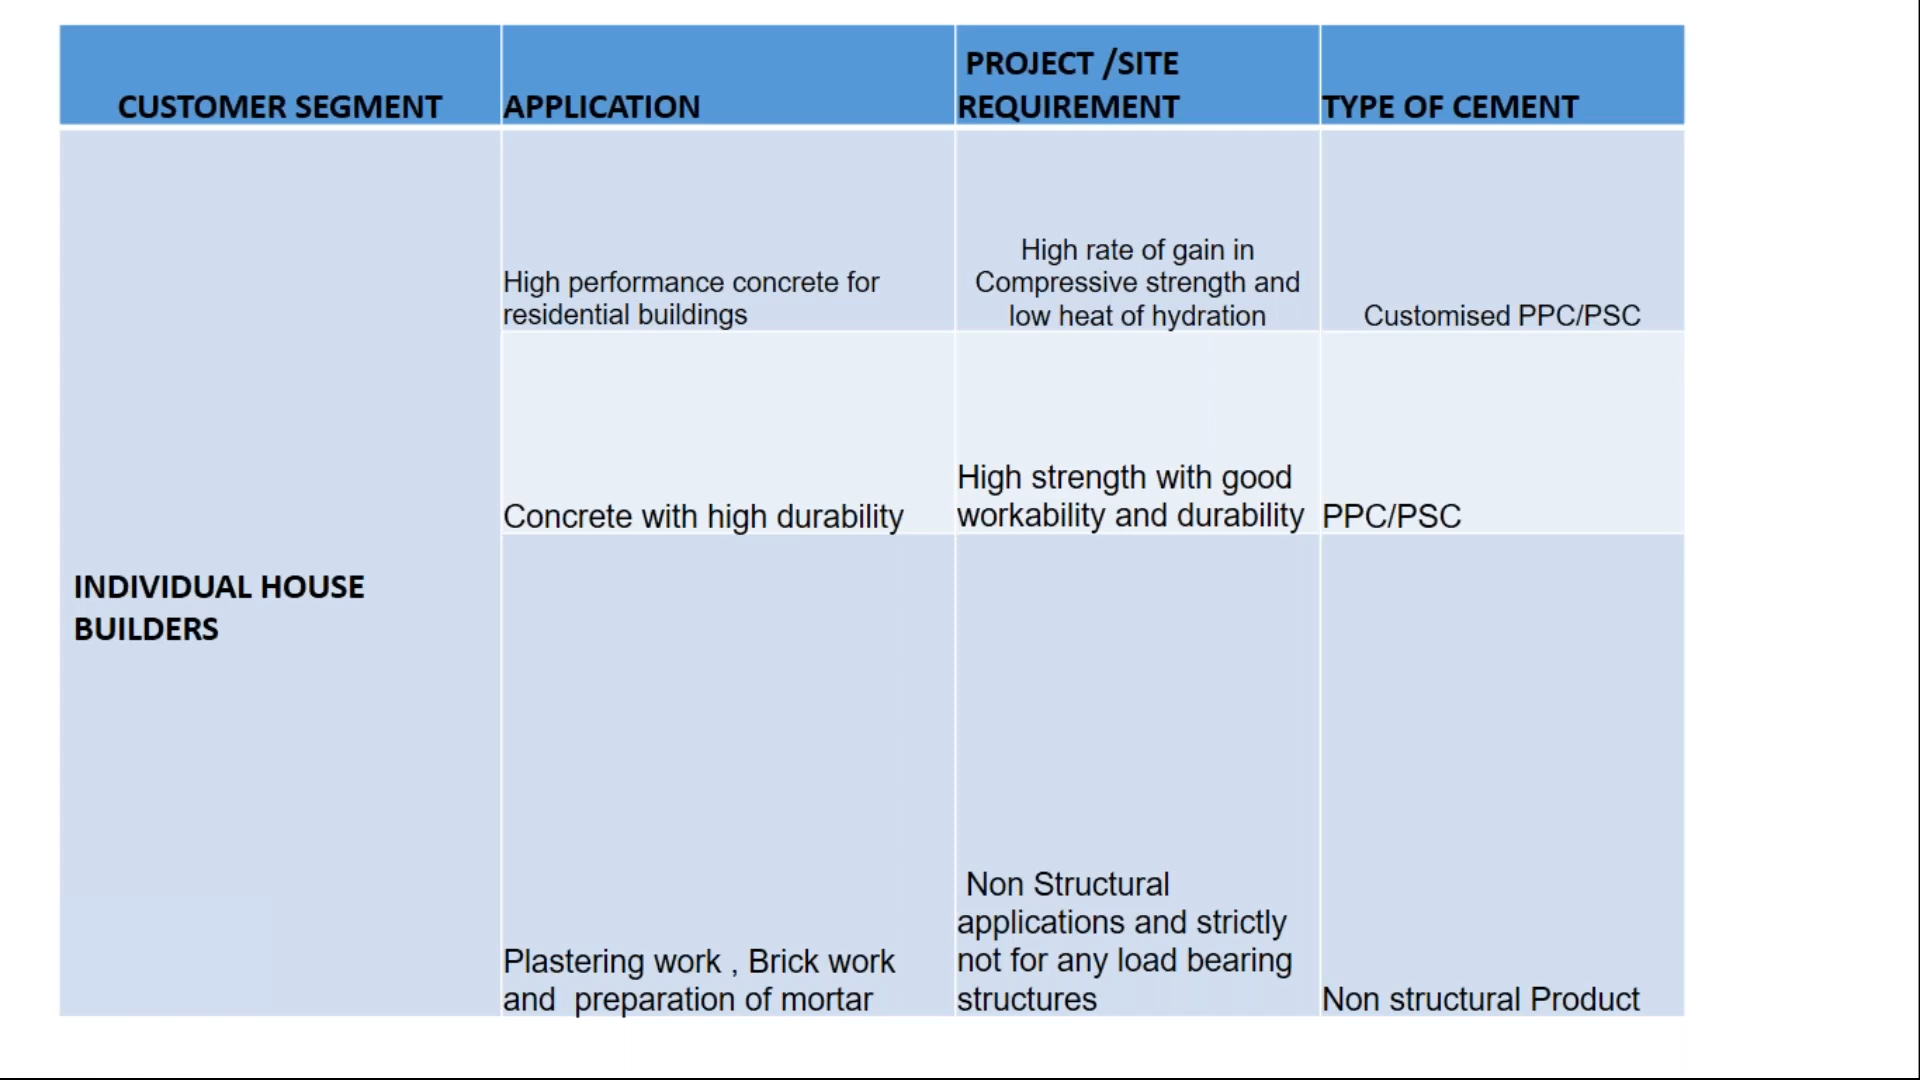 CUSTOMER SEGMENT
APPLICATION
PROJECT /SITE
REQUIREMENT
TYPE OF CEMENT
INDIVIDUAL HOUSE
BUILDERS
High performance concrete for
residential buildings
High rate of gain in
Compressive strength and
low heat of hydration
Customised PPC/PSC
Concrete with high durability
High strength with good
workability and durability
PPC/PSC
Plastering work , Brick work
and  preparation of mortar
Non Structural
applications and strictly
not for any load bearing
structures
Non structural Product